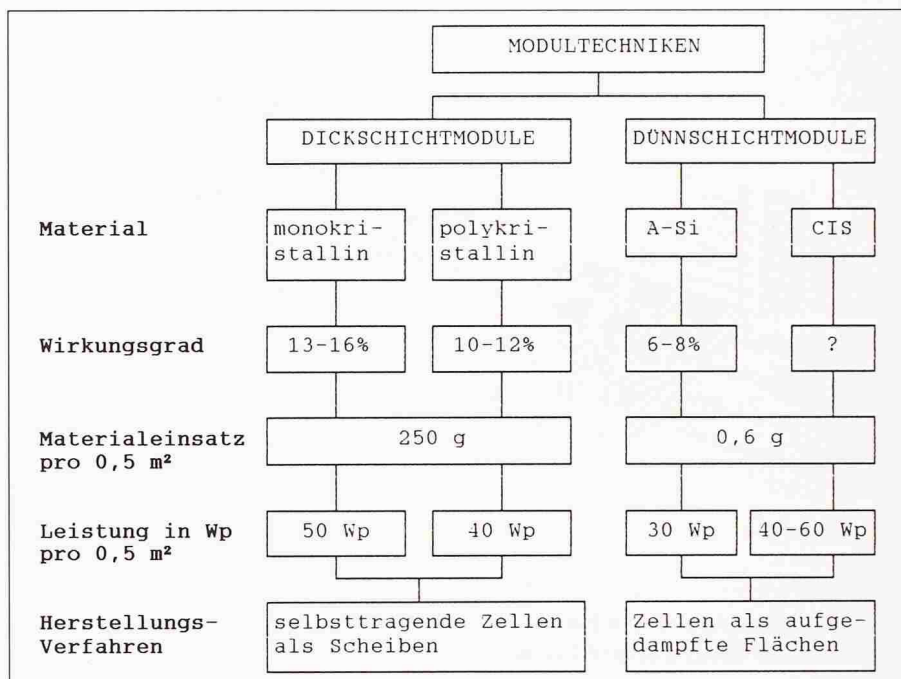 MODULTECHNIKEN
DICKSCHICHTMODULE DÜNNSCHICHTMODULE
Material monokri- polykri- A-Si CIS
stallin stallin
Wirkungsgrad 13-16% 10-12% 6-8% ?
Materialeinsatz 250 g 0,6 g
pro 0,5 m²
Leistung in Wp 50 Wp 40 Wp 30 Wp 40-60 Wp
pro 0,5 m²
Herstellungs- selbsttragende Zellen Zellen als aufge-
Verfahren als Scheiben dampfte Flächen